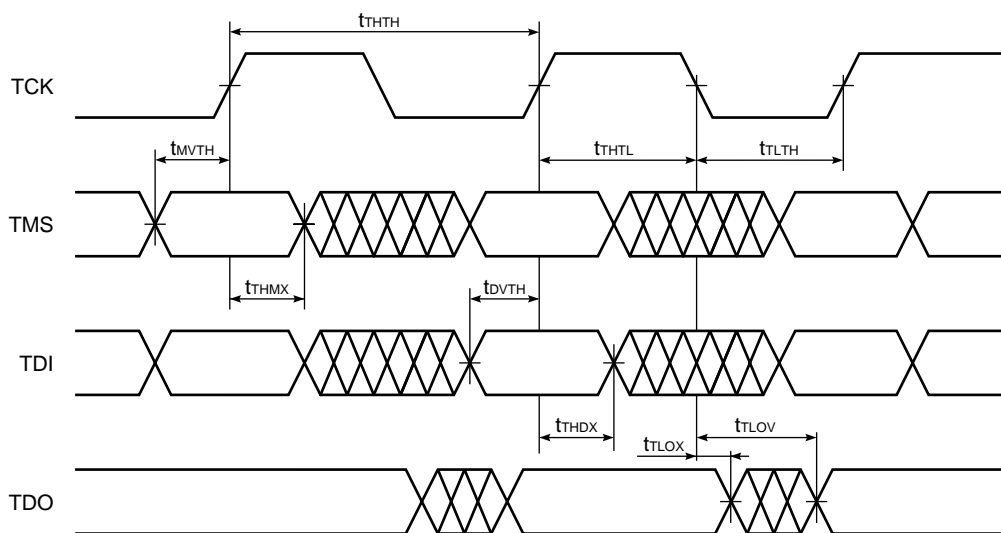 tTHTH
TCK
tMVTH tTHTL tTLTH
TMS
tTHMX tDVTH
TDI
tTHDX tTLOX tTLOV
TDO